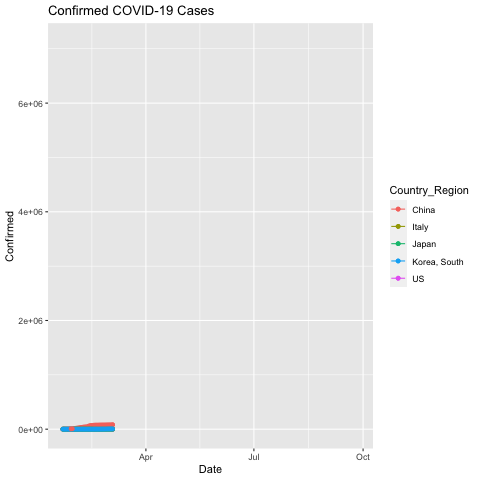 Confirmed COVID-19 Cases
6e+06
4e+06
2e+06
0e+00
Confirmed
Apr
Jul
Oct
Date
Country_Region
China
Italy
Japan
Korea, South
US